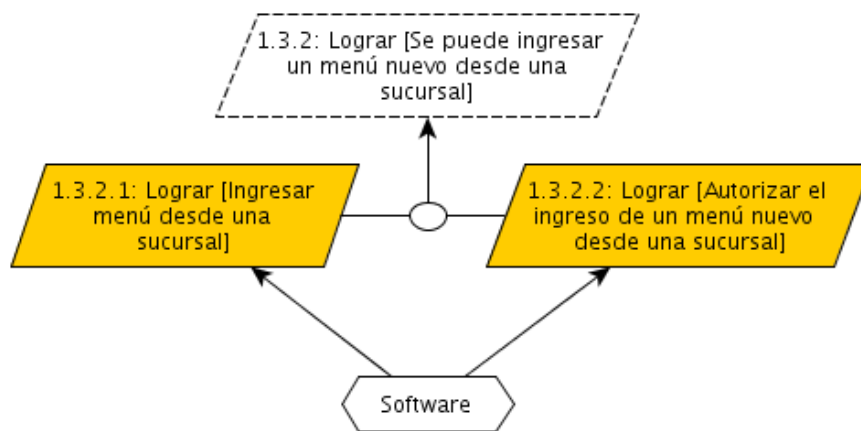 1.3.2: Lograr [Se puede ingresar
un menú nuevo desde una
sucursal]
1.3.2.1: Lograr [Ingresar
menú desde una
sucursal]
1.3.2.2: Lograr [Autorizar el
ingreso de un menú nuevo
desde una sucursal]
Software